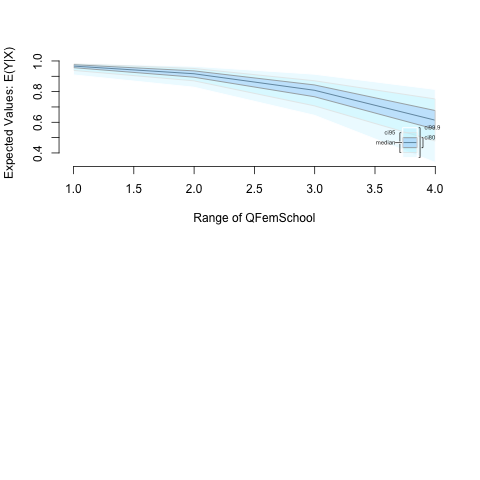 Expected Values: E(Y|X)
1.0
0.8
0.6
0.4
ci95
ci99.9
ci80
median
1.0 1.5 2.0 2.5 3.0 3.5 4.0
Range of QFemSchool